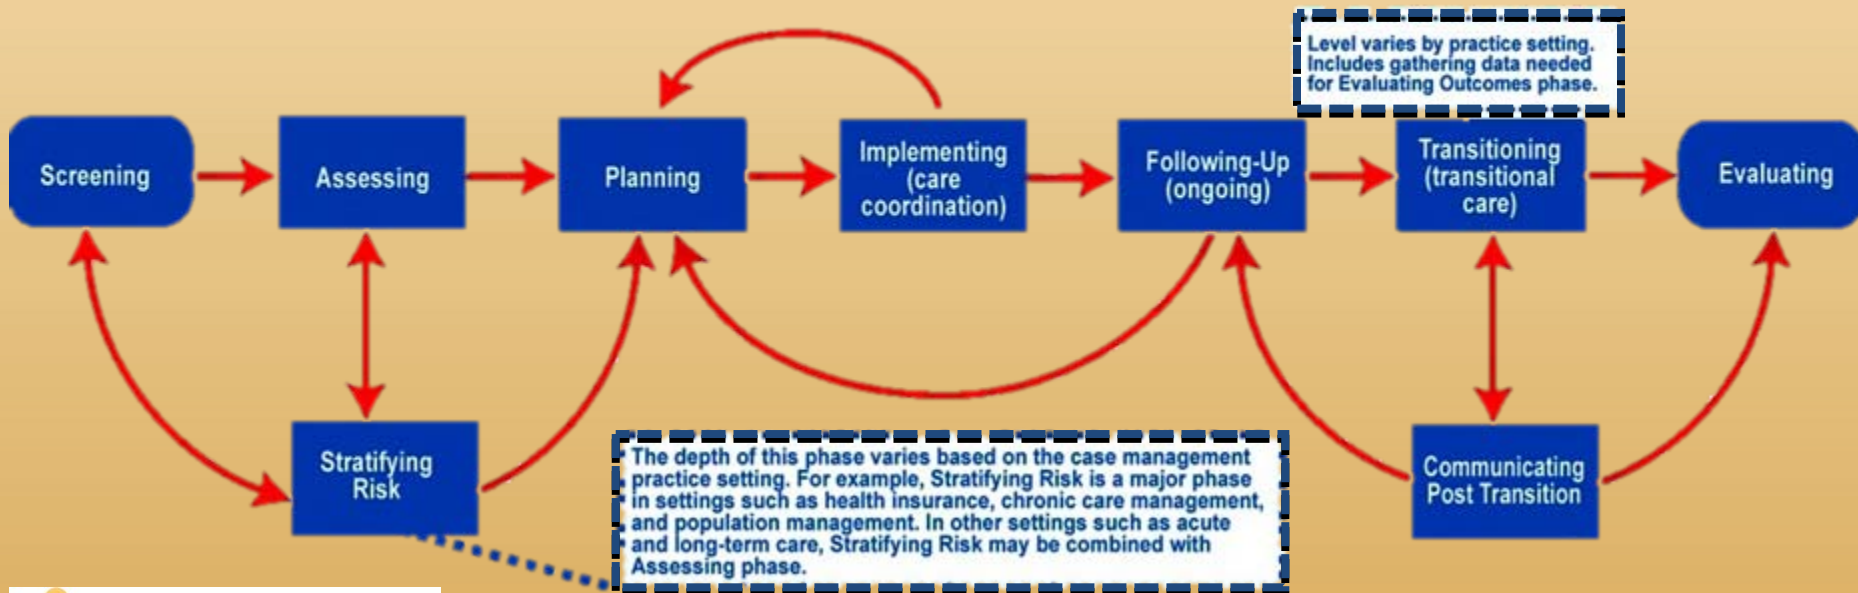 Level varies by practice setting.
Includes gathering data needed
for Evaluating Outcomes phase.
Screening
Assessing
Planning
Implementing
(care
coordination)
Following-Up
(ongoing)
Transitioning
(transitional
care)
Evaluating
Stratifying
Risk
The depth of this phase varies based on the case management
practice setting. For example, Stratifying Risk is a major phase
in settings such as health insurance, chronic care management,
and population management. In other settings such as acute
and long-term care, Stratifying Risk may be combined with
Assessing phase.
Communicating
Post Transition